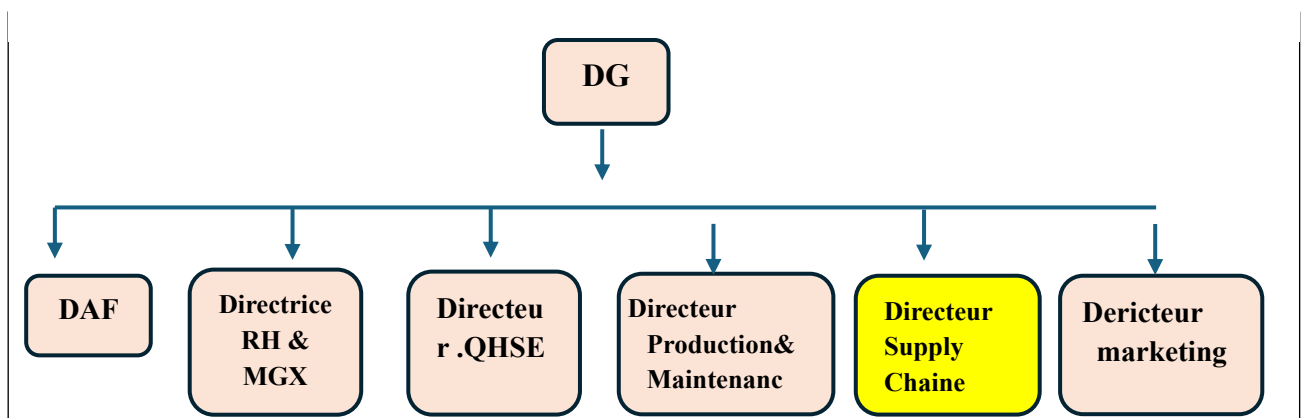 DG
DAF
Directrice
RH &
MGX
Directeu
r .QHSE
Directeur
Production&
Maintenanc
Directeur
Supply
Chaine
Dericteur
marketing